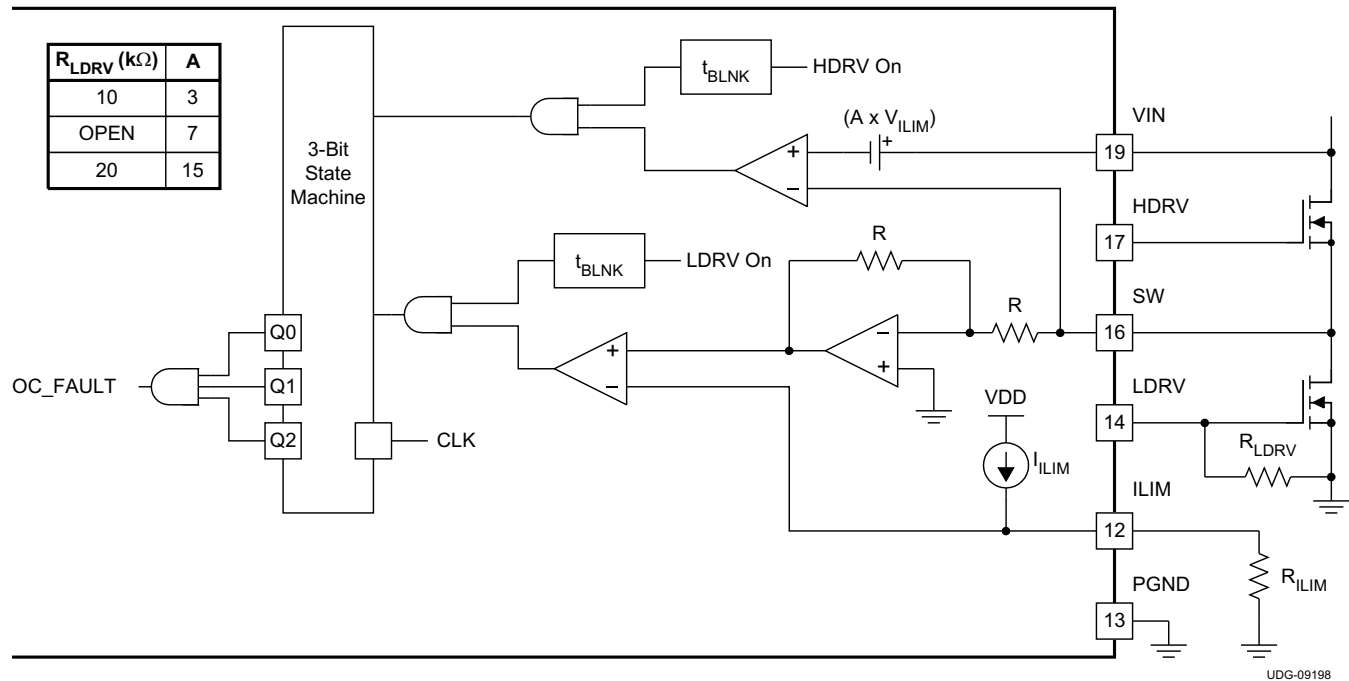 R_LDRV (kΩ) A
10 3
OPEN 7
20 15
3-Bit
State
Machine
t_BLNK
HDRV On
(A x V_ILIM)
+
+
–
VIN
19
HDRV
17
t_BLNK
LDRV On
R
R
SW
16
+
–
–
+
LDRV
14
R_LDRV
Q0
OC_FAULT
Q1
Q2
CLK
VDD
I_ILIM
ILIM
12
R_ILIM
PGND
13
UDG-09198